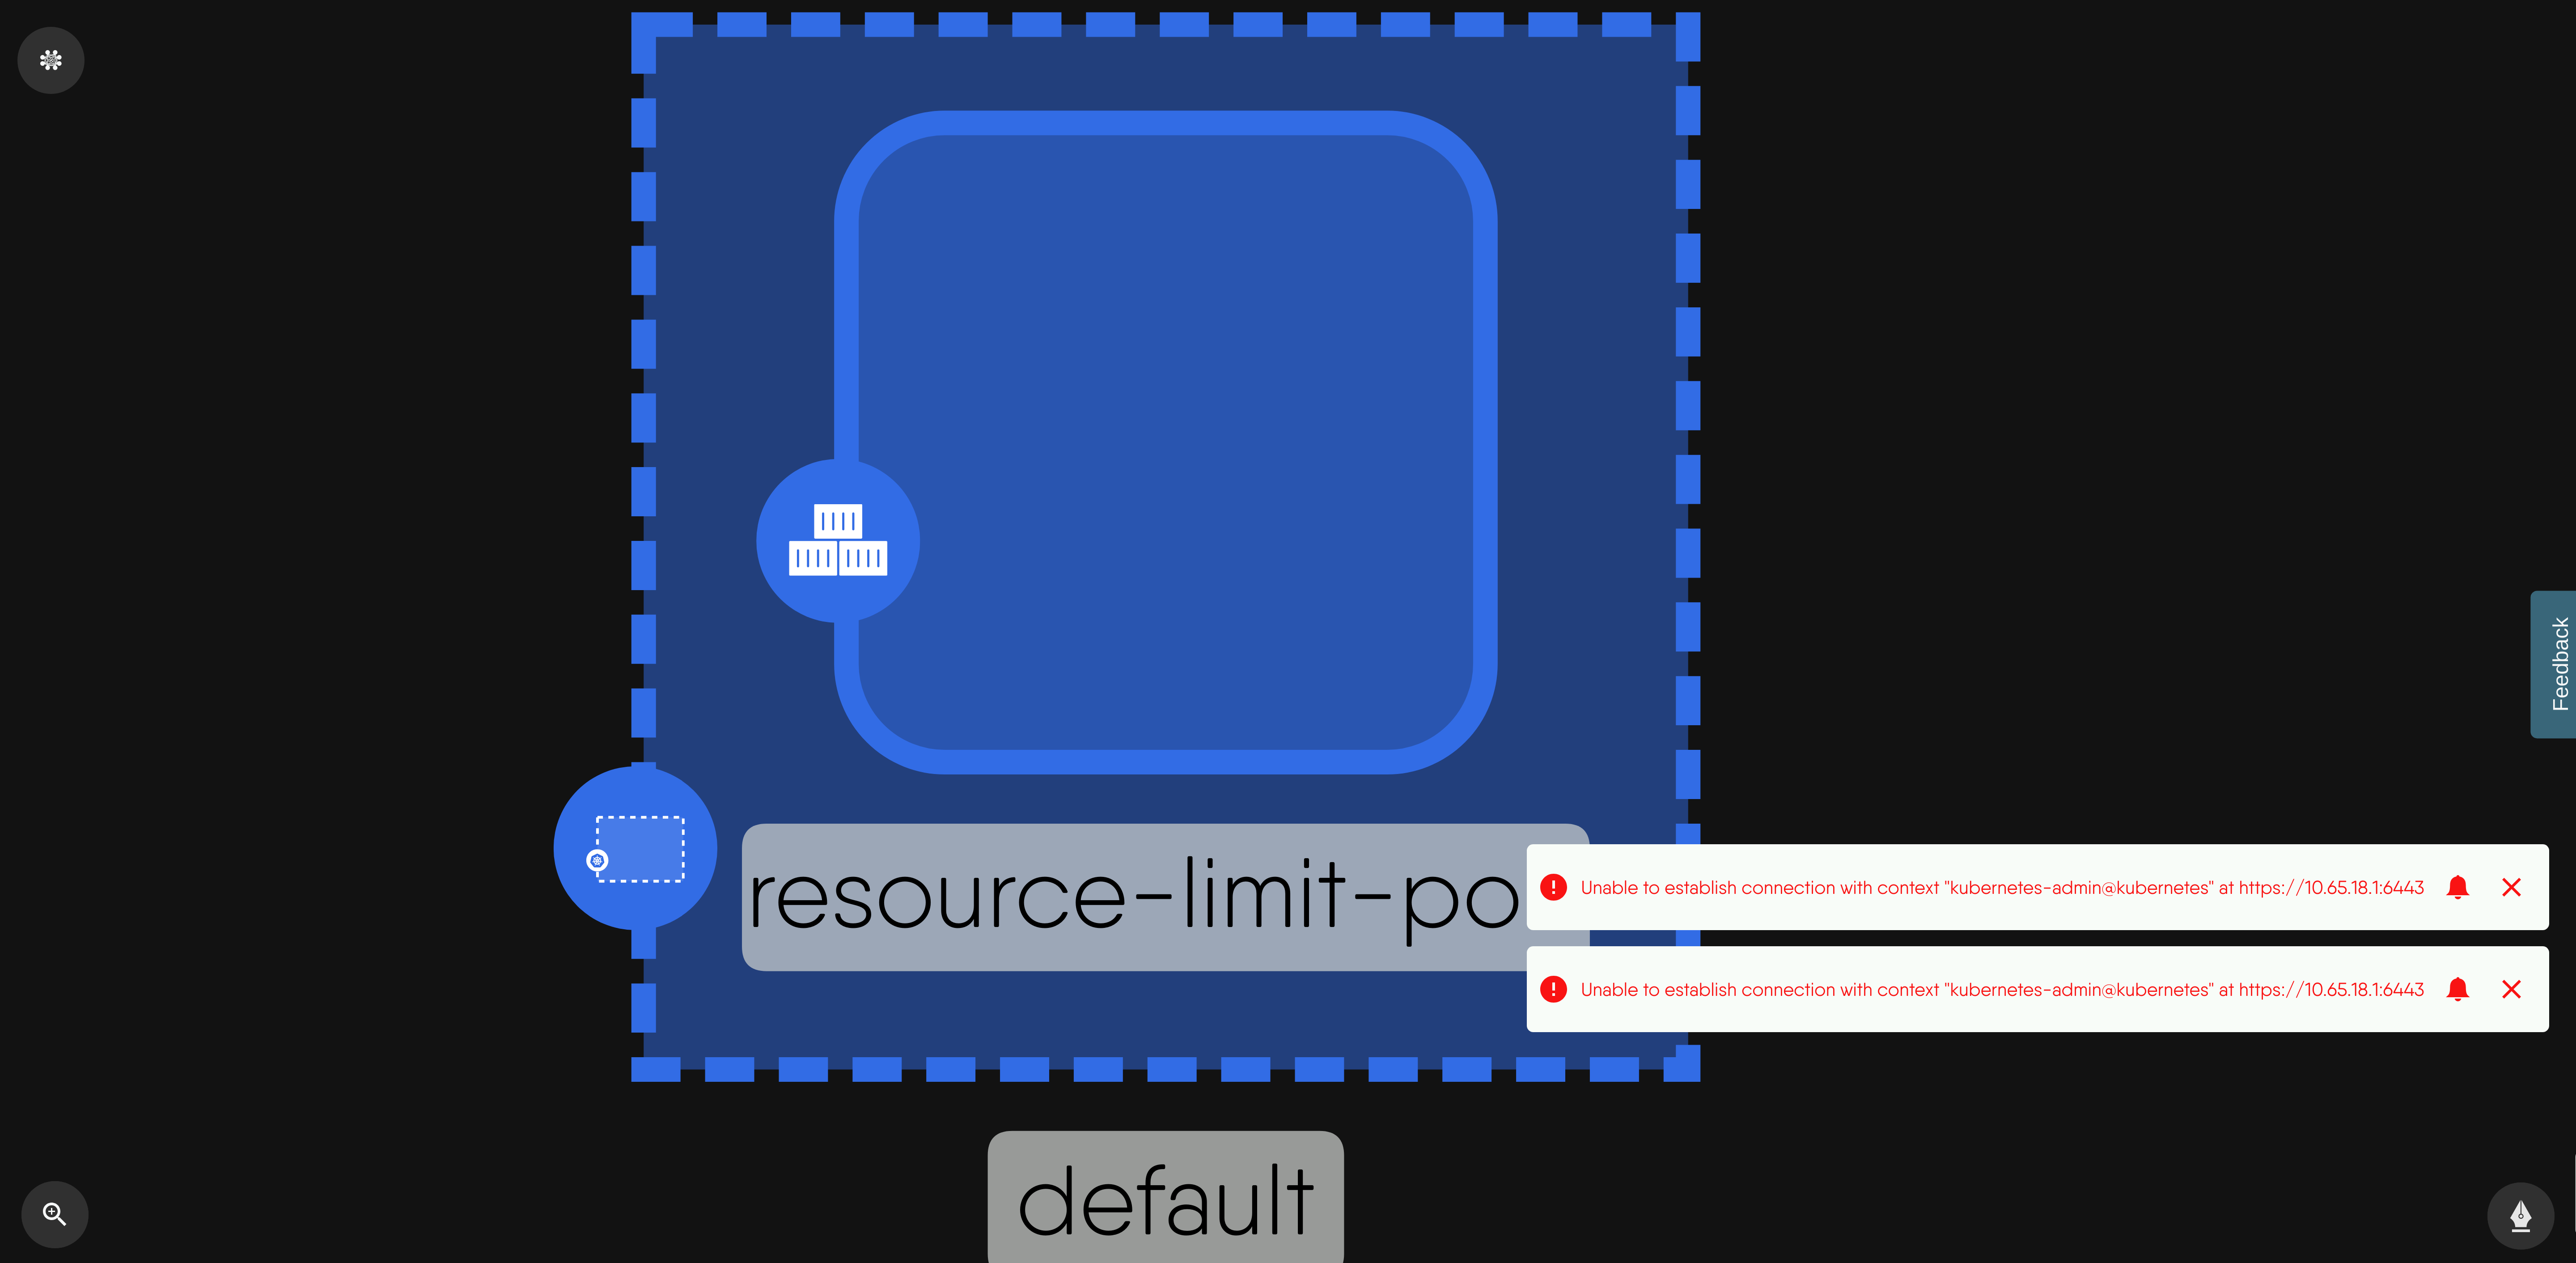 Feedback
resource-limit-po
Unable to establish connection with context "kubernetes-admin@kubernetes" at https://10.65.18.1:6443
Unable to establish connection with context "kubernetes-admin@kubernetes" at https://10.65.18.1:6443
default